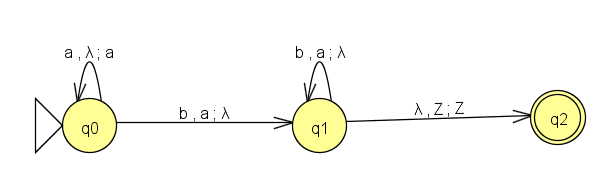 a , λ ; a
b , a ; λ
b , a ; λ
λ , Z ; Z
q0
q1
q2